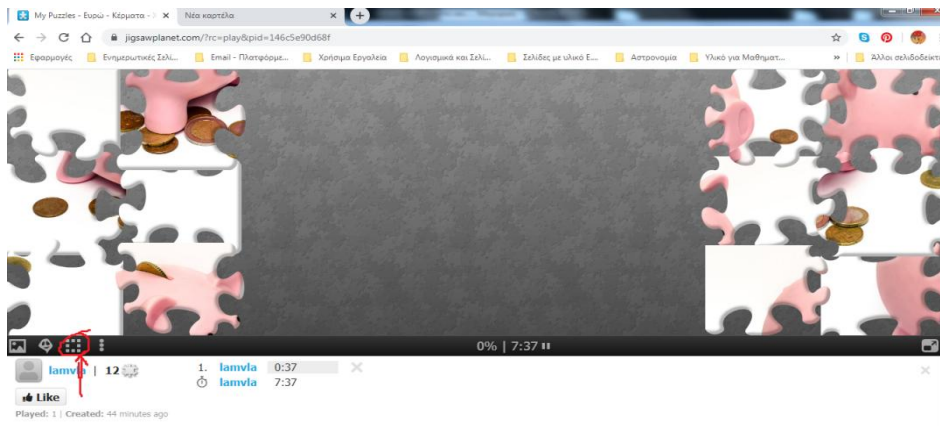 My Puzzles - Ευρώ - Κέρματα - J
Νέα καρτέλα
jigsawplanet.com/?rc=play&pid=146c5e90d68f
Εφαρμογές Ενημερωτικές Σελί... Email - Πλατφόρμε... Χρήσιμα Εργαλεία Λογισμικά και Σελί... Σελίδες με υλικό Ε... Αστρονομία Υλικό για Μαθηματ... » Άλλοι σελιδοδείκτ
0% | 7:37
lamvla | 12
1. lamvla 0:37
lamvla 7:37
Like
Played: 1 | Created: 44 minutes ago